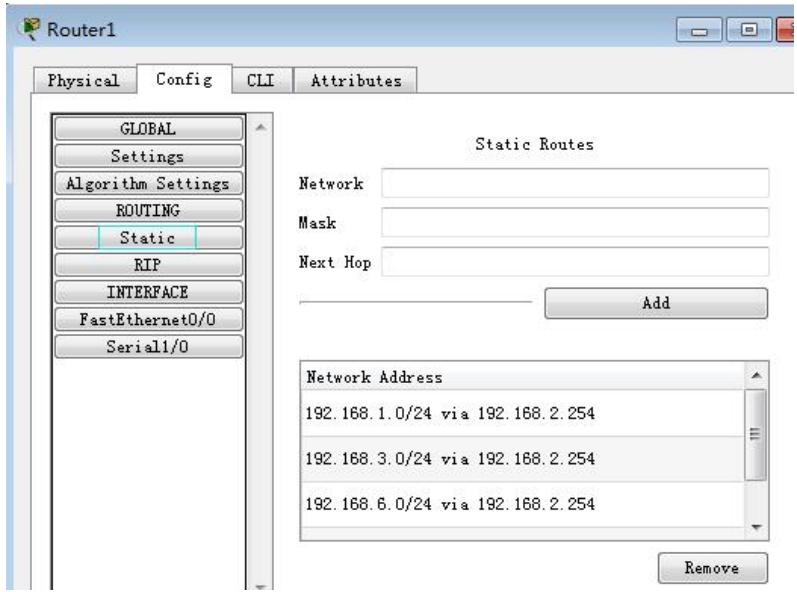 Router1
Physical Config CLI Attributes
GLOBAL
Settings
Algorithm Settings
ROUTING
Static
RIP
INTERFACE
FastEthernet0/0
Serial1/0
Static Routes
Network
Mask
Next Hop
Add
Network Address
192.168.1.0/24 via 192.168.2.254
192.168.3.0/24 via 192.168.2.254
192.168.6.0/24 via 192.168.2.254
Remove